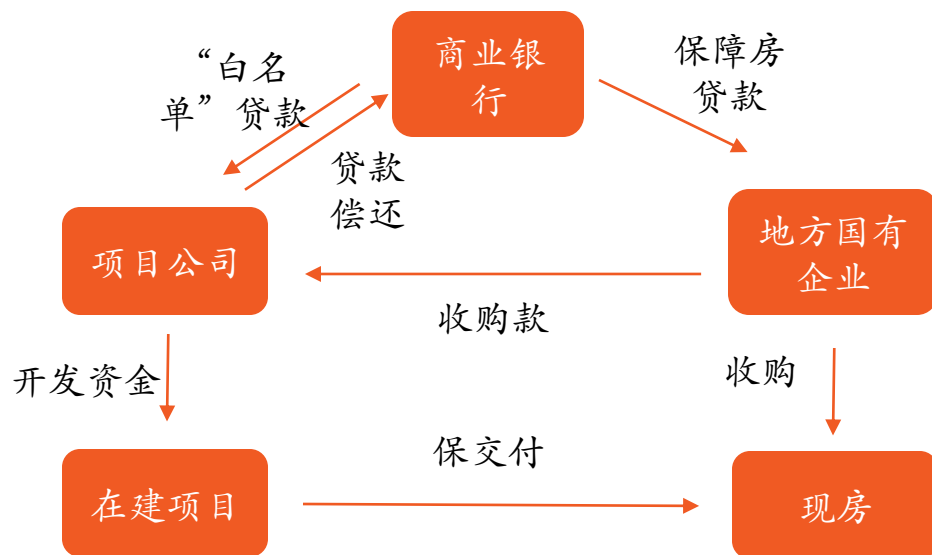 商业银
行
“白名
单”贷款
保障房
贷款
贷款
偿还
项目公司
地方国有
企业
收购款
开发资金
收购
保交付
在建项目
现房